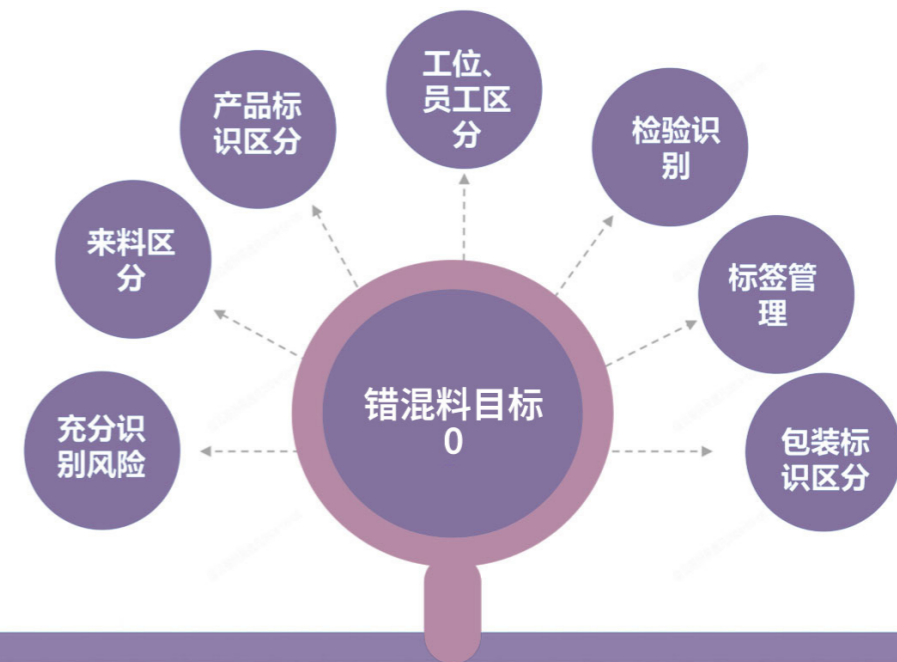 工位、
员工区
分
产品标
识区分
检验识
别
来料区
分
标签管
理
错混料目标
0
充分识
别风险
包装标
识区分